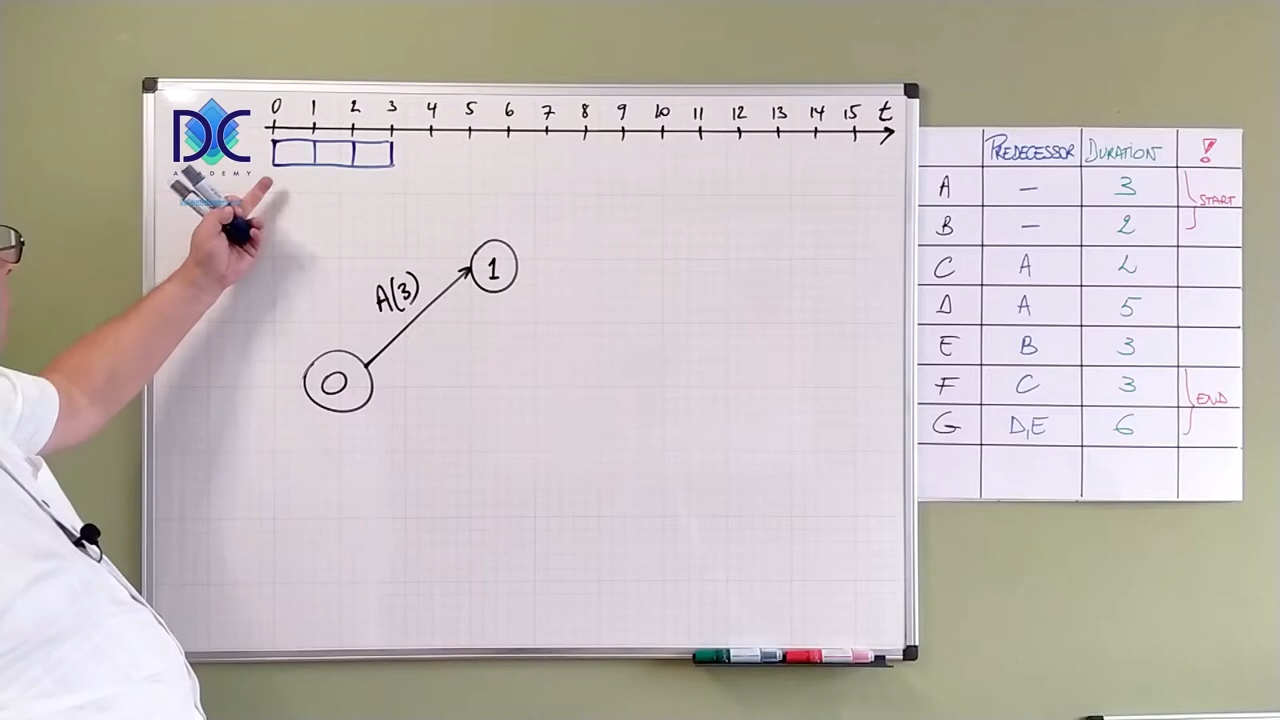 0 1 2 3 4 5 6 7 8 9 10 11 12 13 14 15 t
DC
ACADEMY
A(3)
1
0
PREDECESSOR DURATION !
A - 3
START
B - 2
C A 2
D A 5
E B 3
F C 3
END
G D,E 6